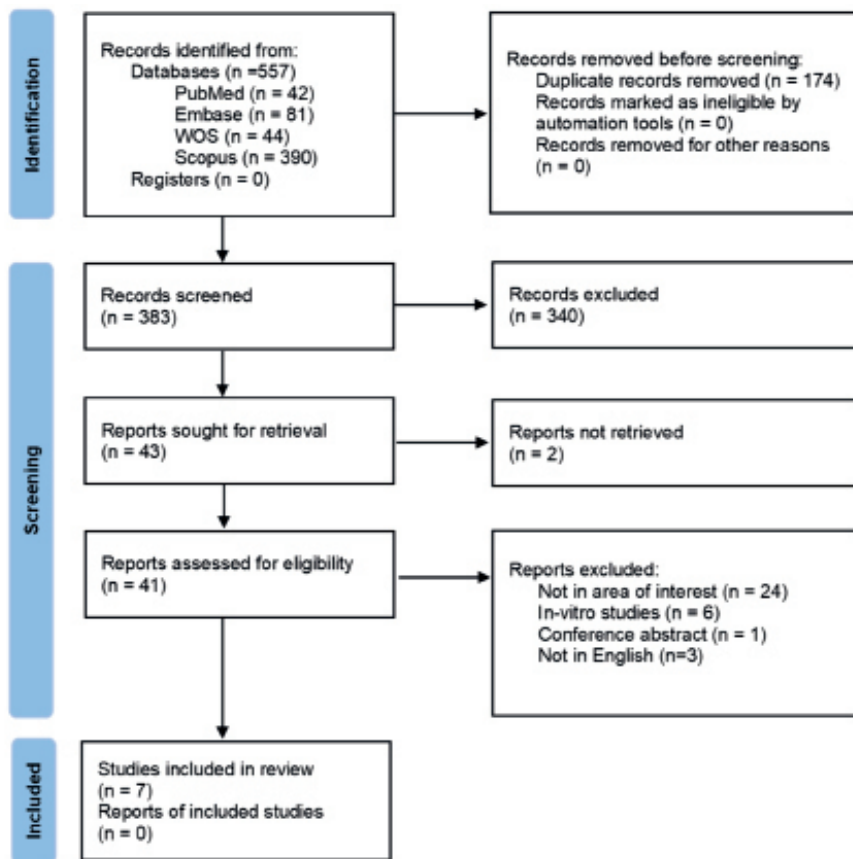 Identification
Records identified from:
Databases (n =557)
PubMed (n = 42)
Embase (n = 81)
WOS (n = 44)
Scopus (n = 390)
Registers (n = 0)
Records removed before screening:
Duplicate records removed (n = 174)
Records marked as ineligible by
automation tools (n = 0)
Records removed for other reasons
(n = 0)
Screening
Records screened
(n = 383)
Records excluded
(n = 340)
Reports sought for retrieval
(n = 43)
Reports not retrieved
(n = 2)
Reports assessed for eligibility
(n = 41)
Reports excluded:
Not in area of interest (n = 24)
In-vitro studies (n = 6)
Conference abstract (n = 1)
Not in English (n=3)
Included
Studies included in review
(n = 7)
Reports of included studies
(n = 0)